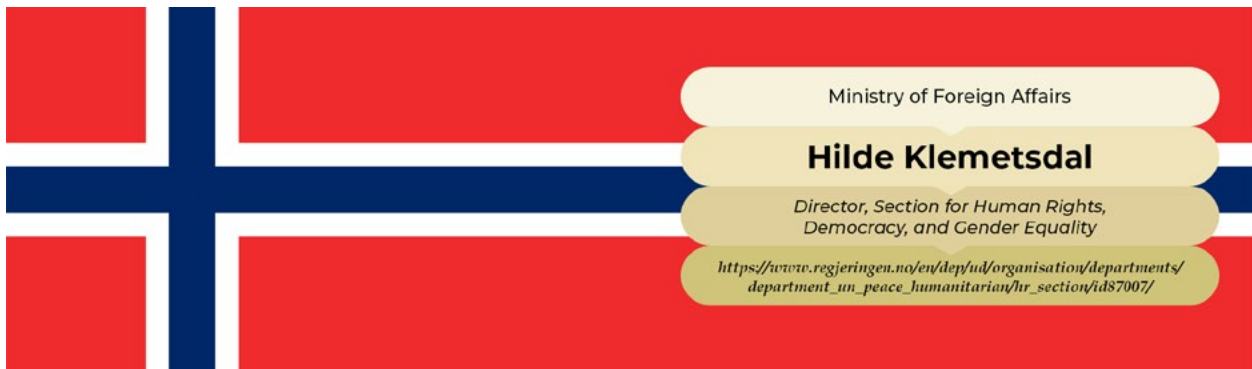 Ministry of Foreign Affairs
Hilde Klemetsdal
Director, Section for Human Rights,
Democracy, and Gender Equality
https://www.regjeringen.no/en/dep/ud/organisation/departments/
department_un_peace_humanitarian/hr_section/id87007/